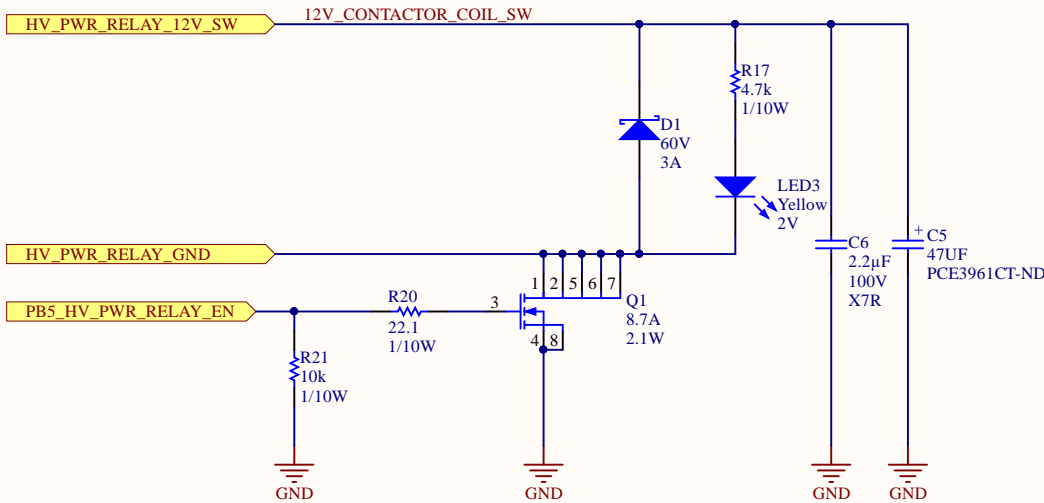 12V_CONTACTOR_COIL_SW
HV_PWR_RELAY_12V_SW
R17
4.7k
1/10W
D1
60V
3A
LED3
Yellow
2V
HV_PWR_RELAY_GND
+
C6
2.2µF
100V
X7R
C5
47UF
PCE3961CT-ND
1
2
5
6
7
Q1
8.7A
2.1W
3
4
8
PB5_HV_PWR_RELAY_EN
R20
22.1
1/10W
R21
10k
1/10W
GND
GND
GND
GND